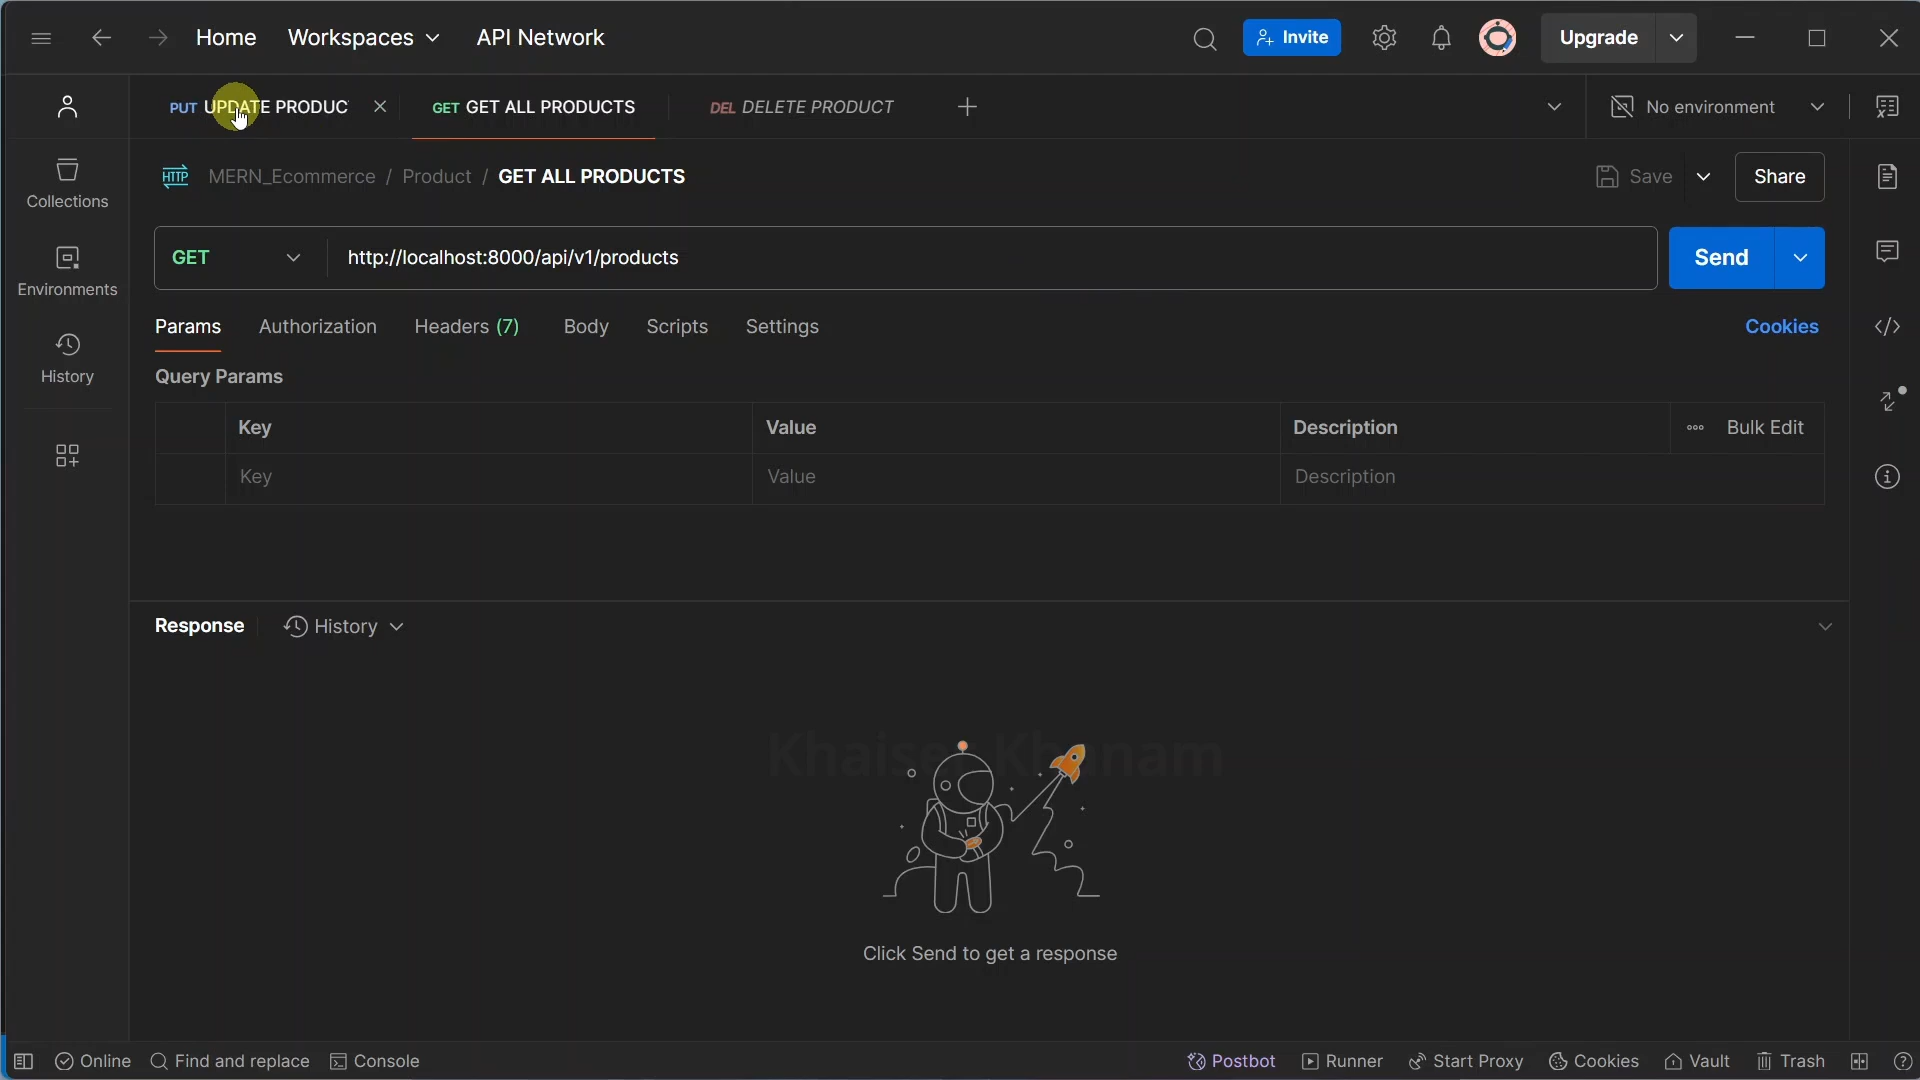 Home Workspaces API Network Invite Upgrade
PUT UPDATE PRODUC GET GET ALL PRODUCTS DEL DELETE PRODUCT No environment
HTTP MERN_Ecommerce / Product / GET ALL PRODUCTS Save Share
Collections
GET http://localhost:8000/api/v1/products Send
Environments
Params Authorization Headers (7) Body Scripts Settings Cookies
History
Query Params
Key Value Description Bulk Edit
Key Value Description
Response History
Khaiser Khanam
Click Send to get a response
Online Find and replace Console Postbot Runner Start Proxy Cookies Vault Trash